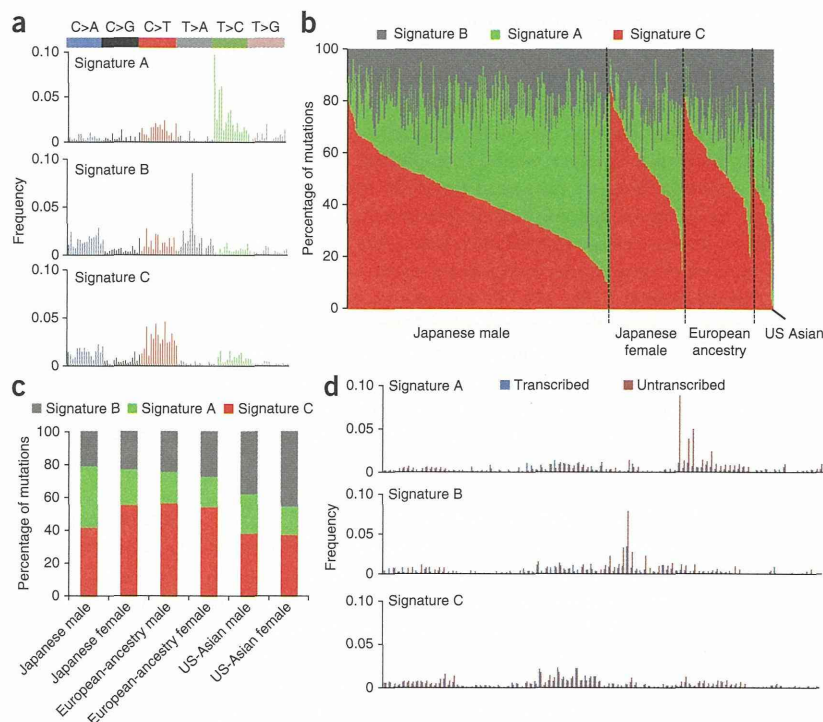 a
C>A C>G C>T T>A T>C T>G
Signature A
0.10
0.05
0
Signature B
0.10
0.05
0
Signature C
0.10
0.05
0
Frequency
b
Signature B Signature A Signature C
Percentage of mutations
100
80
60
40
20
0
Japanese male
Japanese female
European ancestry
US Asian
c
Signature B Signature A Signature C
Percentage of mutations
100
80
60
40
20
0
Japanese male
Japanese female
European-ancestry male
European-ancestry female
US-Asian male
US-Asian female
d
Signature A
Transcribed Untranscribed
0.10
0.05
0
Signature B
0.10
0.05
0
Signature C
0.10
0.05
0
Frequency